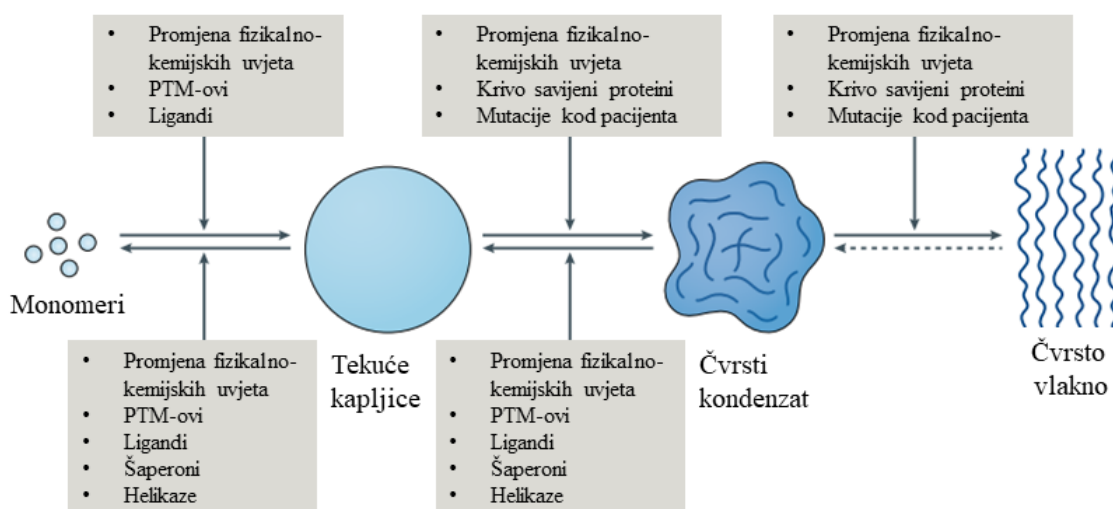 • Promjena fizikalno-
kemijskih uvjeta
• PTM-ovi
• Ligandi
• Promjena fizikalno-
kemijskih uvjeta
• Krivo savijeni proteini
• Mutacije kod pacijenta
• Promjena fizikalno-
kemijskih uvjeta
• Krivo savijeni proteini
• Mutacije kod pacijenta
Monomeri
Tekuće
kapljice
Čvrsti
kondenzat
Čvrsto
vlakno
• Promjena fizikalno-
kemijskih uvjeta
• PTM-ovi
• Ligandi
• Šaperoni
• Helikaze
• Promjena fizikalno-
kemijskih uvjeta
• PTM-ovi
• Ligandi
• Šaperoni
• Helikaze